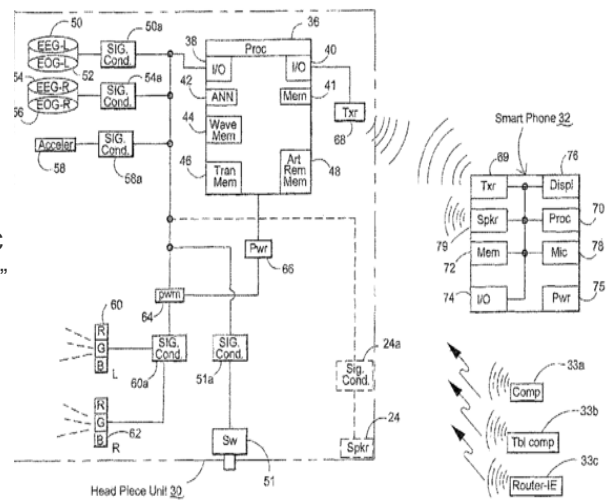 36
50
50a
EEG-L
EOG-L
SIG.
Cond.
52
38
Proc
40
I/O
I/O
54
54a
EEG-R
EOG-R
SIG.
Cond.
56
42
ANN
Mem
41
44
Wave
Mem
Txr
68
Acceler
58
SIG.
Cond.
58a
46
Tran
Mem
Art
Rem
Mem
48
Smart Phone 32
69
76
Txr
Displ
Spkr
Proc
70
79
72
Mem
Mic
78
74
I/O
Pwr
75
”
Pwr
66
60
pwm
64
R
G
B
L
SIG.
Cond.
60a
SIG.
Cond.
51a
24a
Sig.
Cond.
33a
Comp
R
G
B
R
62
33b
Tbl comp
Sw
51
24
Spkr
33c
Router-IE
Head Piece Unit 30